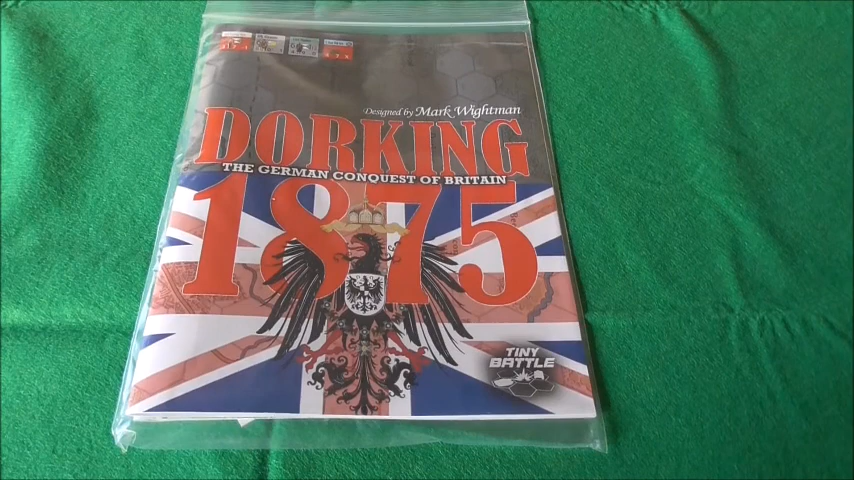 Designed by Mark Wightman
DORKING
THE GERMAN CONQUEST OF BRITAIN
1875
TINY
BATTLE